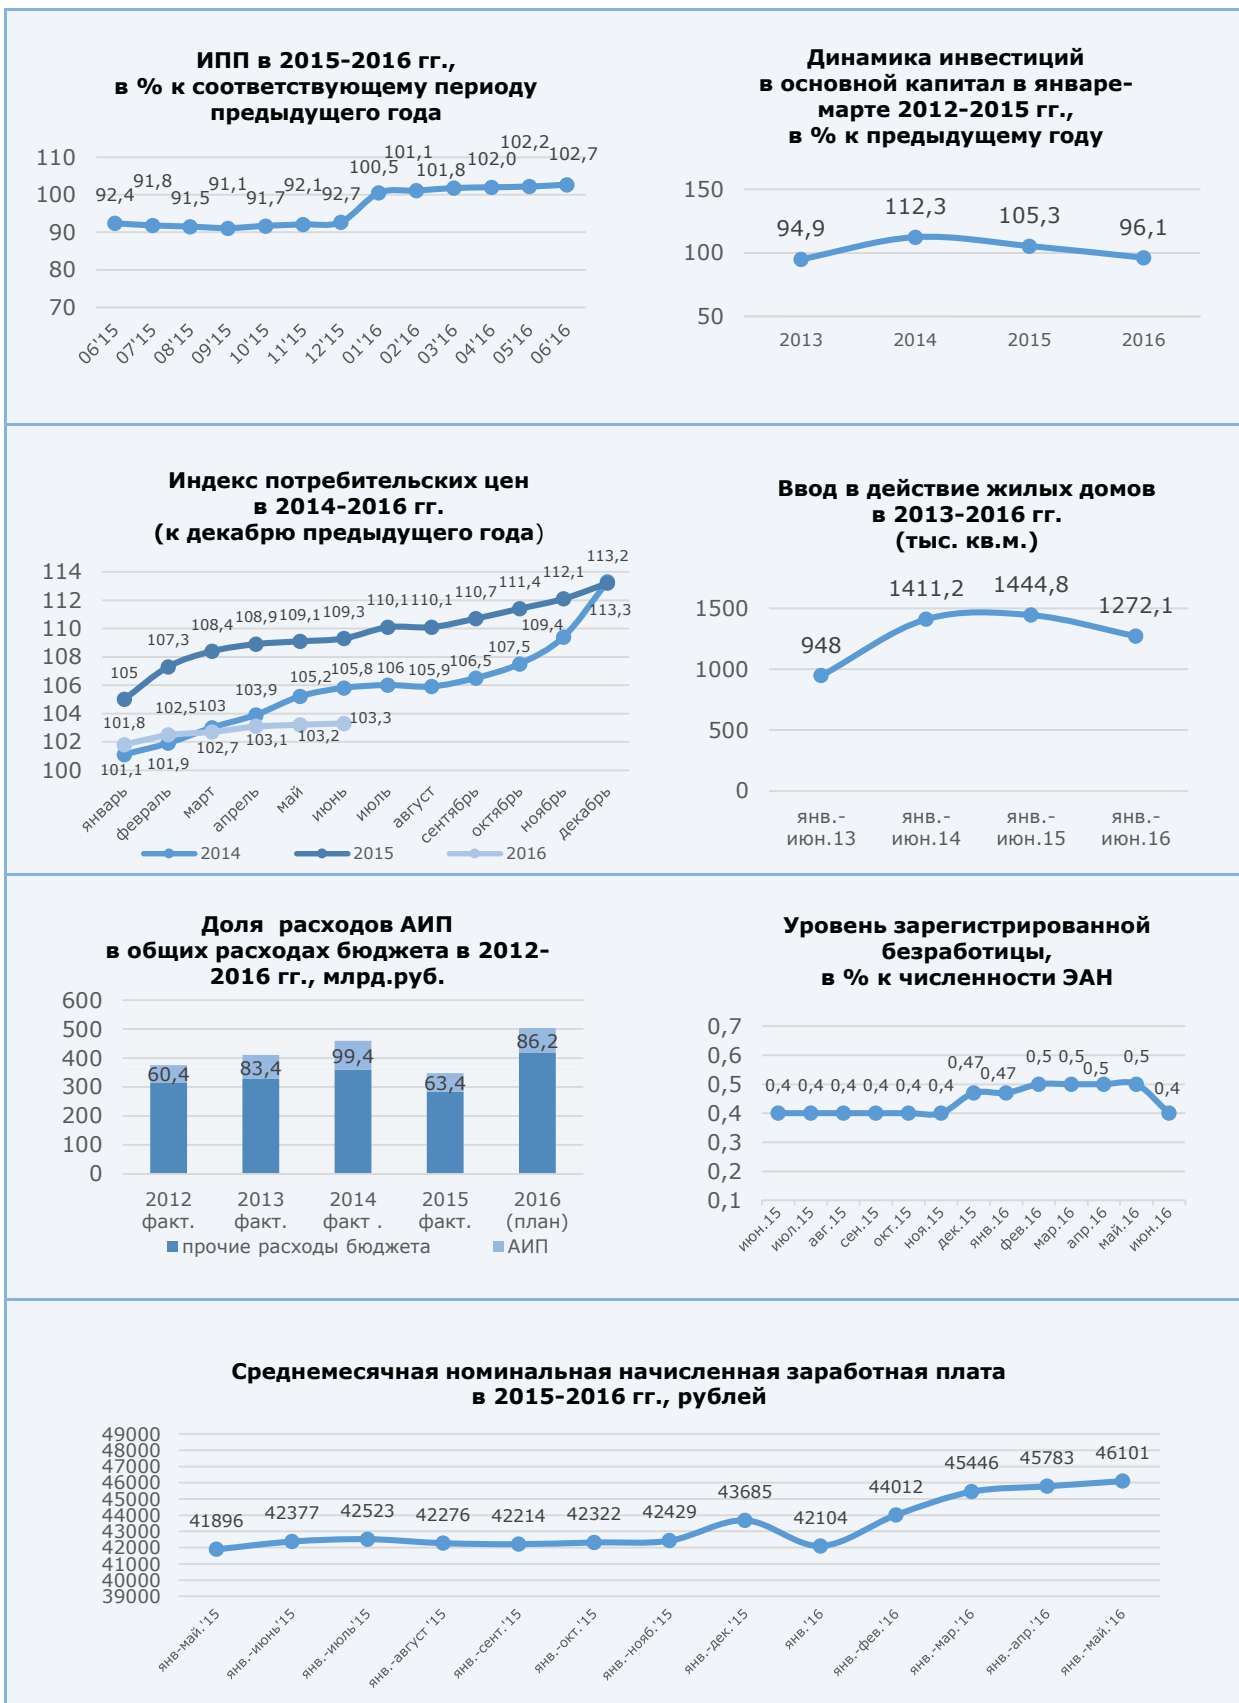 ИПП в 2015-2016 гг.,
в % к соответствующему периоду
предыдущего года
110
100
90
80
70
92,4
91,8
91,5
91,1
91,7
92,1
92,7
100,5
101,1
101,8
102,0
102,2
102,7
06'15
07'15
08'15
09'15
10'15
11'15
12'15
01'16
02'16
03'16
04'16
05'16
06'16
Динамика инвестиций
в основной капитал в январе-
марте 2012-2015 гг.,
в % к предыдущему году
150
100
50
94,9
112,3
105,3
96,1
2013
2014
2015
2016
Индекс потребительских цен
в 2014-2016 гг.
(к декабрю предыдущего года)
114
112
110
108
106
104
102
100
105
107,3
108,4
108,9
109,1
109,3
110,1
110,1
110,7
111,4
112,1
113,2
101,1
101,9
103
103,9
105,2
105,8
106
105,9
106,5
107,5
109,4
113,3
101,8
102,5
102,7
103,1
103,2
103,3
январь
февраль
март
апрель
май
июнь
июль
август
сентябрь
октябрь
ноябрь
декабрь
2014
2015
2016
Ввод в действие жилых домов
в 2013-2016 гг.
(тыс. кв.м.)
1500
1000
500
0
948
1411,2
1444,8
1272,1
янв.-
июн.13
янв.-
июн.14
янв.-
июн.15
янв.-
июн.16
Доля расходов АИП
в общих расходах бюджета в 2012-
2016 гг., млрд.руб.
600
500
400
300
200
100
0
60,4
83,4
99,4
63,4
86,2
2012
факт.
2013
факт.
2014
факт .
2015
факт.
2016
(план)
прочие расходы бюджета
АИП
Уровень зарегистрированной
безработицы,
в % к численности ЭАН
0,7
0,6
0,5
0,4
0,3
0,2
0,1
0,4
0,4
0,4
0,4
0,4
0,4
0,47
0,47
0,5
0,5
0,5
0,5
0,4
июн.15
июл.15
авг.15
сен.15
окт.15
ноя.15
дек.15
янв.16
фев.16
мар.16
апр.16
май.16
июн.16
Среднемесячная номинальная начисленная заработная плата
в 2015-2016 гг., рублей
49000
48000
47000
46000
45000
44000
43000
42000
41000
40000
39000
41896
42377
42523
42276
42214
42322
42429
43685
42104
44012
45446
45783
46101
янв-май.'15
янв.-июнь'15
янв.-июль'15
янв.-август '15
янв.-сент.'15
янв.-окт.'15
янв.-нояб.'15
янв.-дек.'15
янв.'16
янв.-фев.'16
янв.-мар.'16
янв.-апр.'16
янв.-май.'16